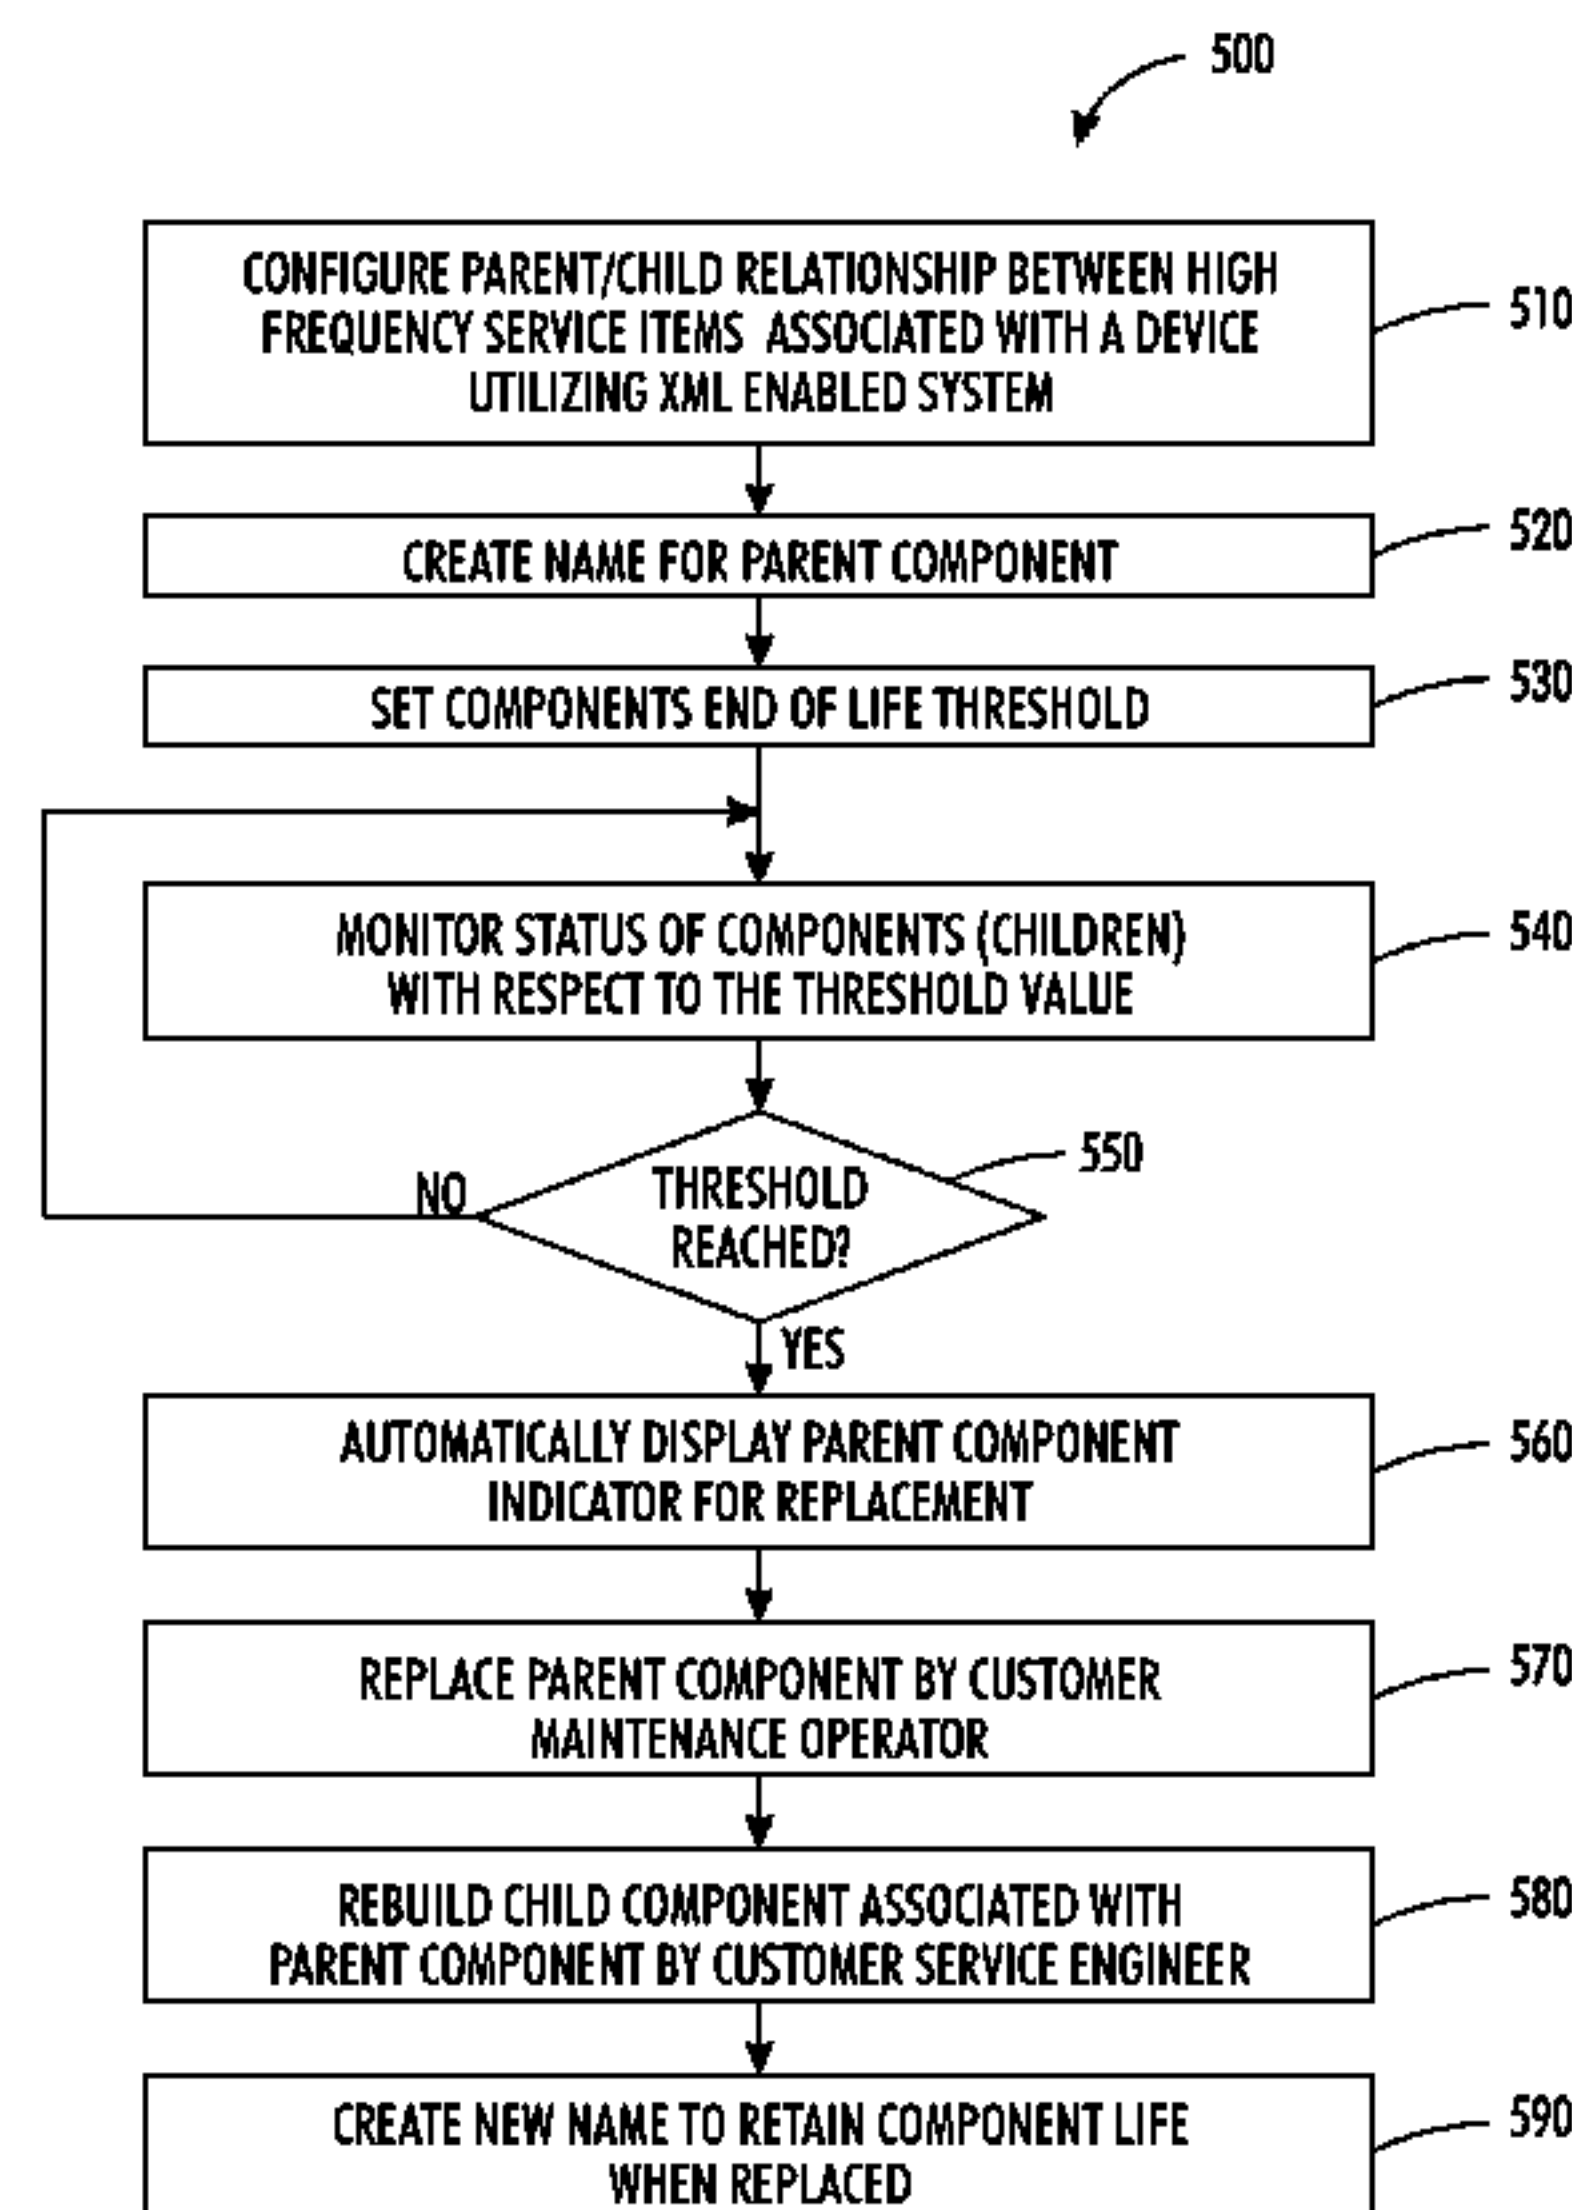 500
CONFIGURE PARENT/CHILD RELATIONSHIP BETWEEN HIGH
FREQUENCY SERVICE ITEMS ASSOCIATED WITH A DEVICE
UTILIZING XML ENABLED SYSTEM
510
CREATE NAME FOR PARENT COMPONENT
520
SET COMPONENTS END OF LIFE THRESHOLD
530
MONITOR STATUS OF COMPONENTS (CHILDREN)
WITH RESPECT TO THE THRESHOLD VALUE
540
THRESHOLD
REACHED?
550
NO
YES
AUTOMATICALLY DISPLAY PARENT COMPONENT
INDICATOR FOR REPLACEMENT
560
REPLACE PARENT COMPONENT BY CUSTOMER
MAINTENANCE OPERATOR
570
REBUILD CHILD COMPONENT ASSOCIATED WITH
PARENT COMPONENT BY CUSTOMER SERVICE ENGINEER
580
CREATE NEW NAME TO RETAIN COMPONENT LIFE
WHEN REPLACED
590